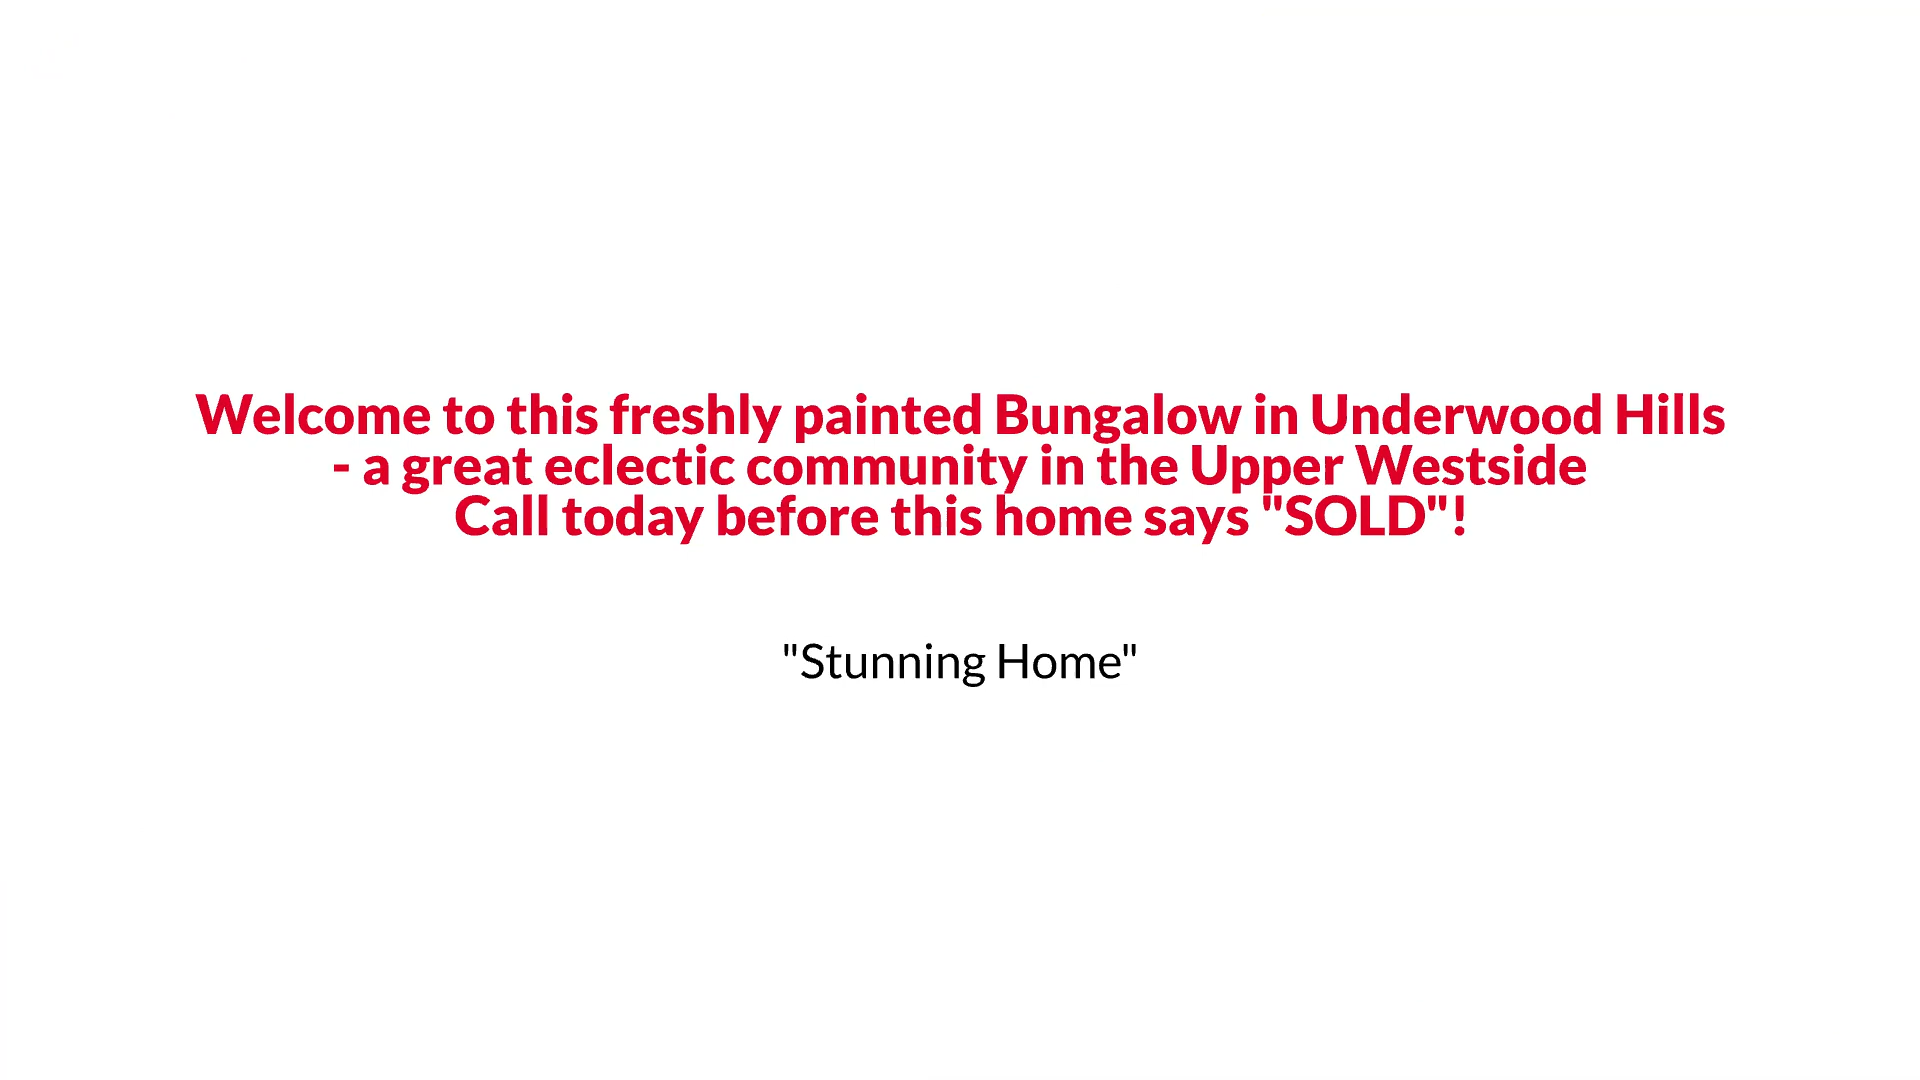 Welcome to this freshly painted Bungalow in Underwood Hills
- a great eclectic community in the Upper Westside
Call today before this home says "SOLD"!
"Stunning Home"